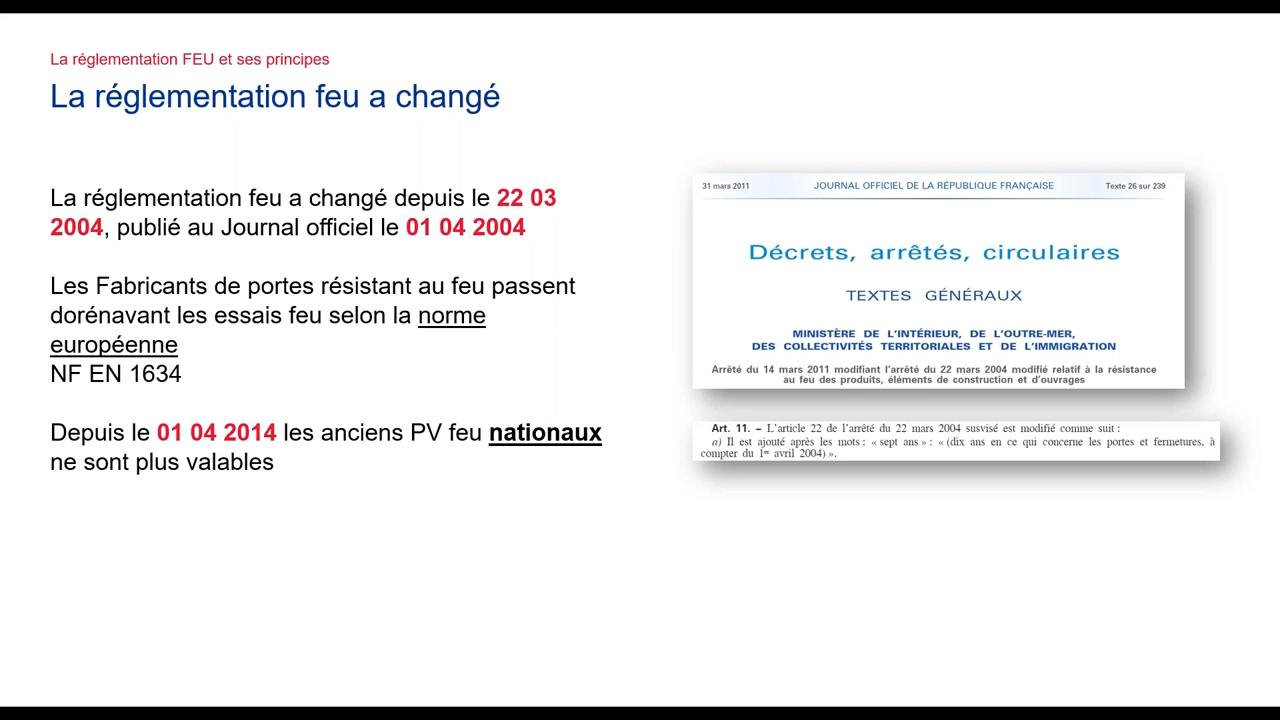 La réglementation FEU et ses principes
La réglementation feu a changé
La réglementation feu a changé depuis le 22 03
2004, publié au Journal officiel le 01 04 2004
Les Fabricants de portes résistant au feu passent
dorénavant les essais feu selon la norme
européenne
NF EN 1634
Depuis le 01 04 2014 les anciens PV feu nationaux
ne sont plus valables
31 mars 2011 JOURNAL OFFICIEL DE LA RÉPUBLIQUE FRANÇAISE Texte 26 sur 239
Décrets, arrêtés, circulaires
TEXTES GÉNÉRAUX
MINISTÈRE DE L'INTÉRIEUR, DE L'OUTRE-MER,
DES COLLECTIVITÉS TERRITORIALES ET DE L'IMMIGRATION
Arrêté du 14 mars 2011 modifiant l'arrêté du 22 mars 2004 modifié relatif à la résistance
au feu des produits, éléments de construction et d'ouvrages
Art. 11. – L'article 22 de l'arrêté du 22 mars 2004 susvisé est modifié comme suit :
a) Il est ajouté après les mots : « sept ans » : « (dix ans en ce qui concerne les portes et fermetures, à
compter du 1er avril 2004) ».